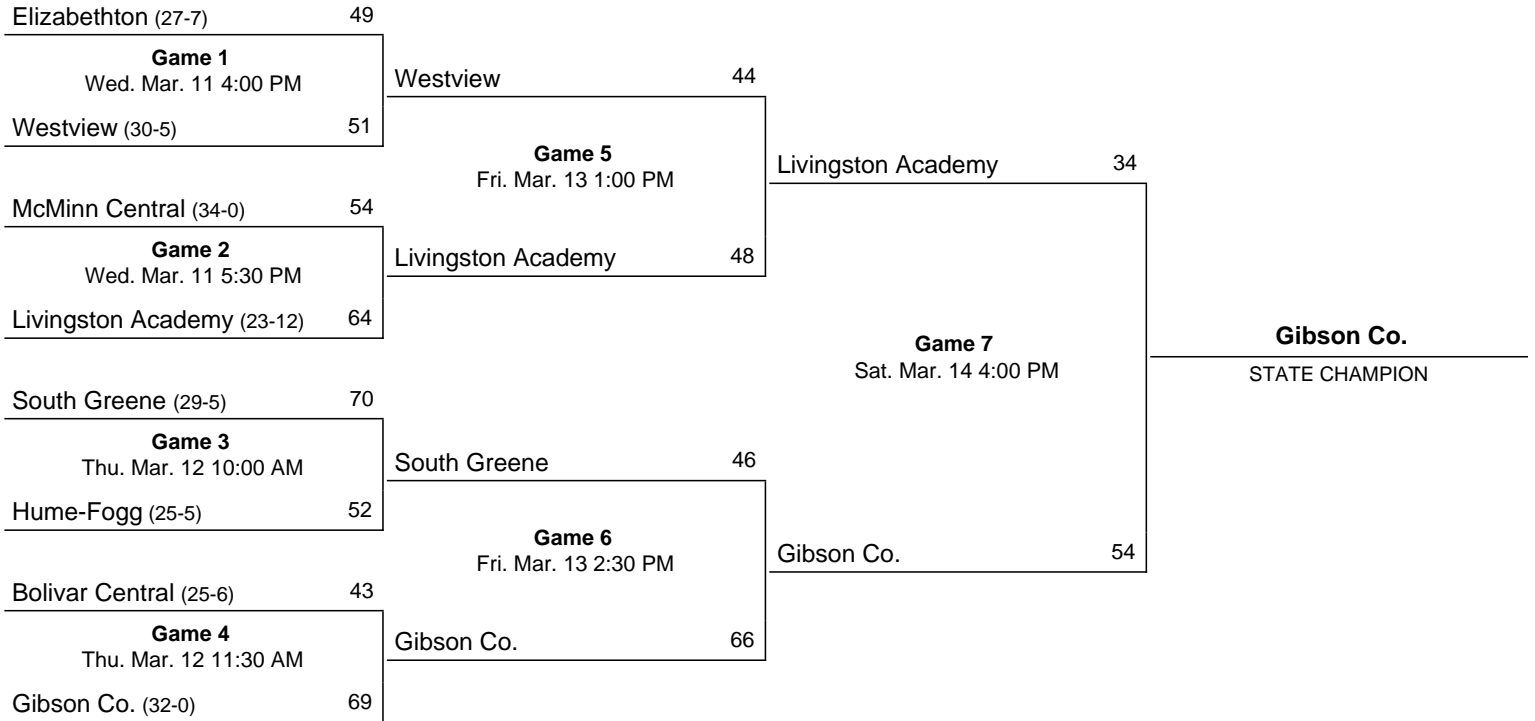 Elizabethton (27-7) 49
Game 1
Wed. Mar. 11 4:00 PM
Westview (30-5) 51
McMinn Central (34-0) 54
Game 2
Wed. Mar. 11 5:30 PM
Livingston Academy (23-12) 64
South Greene (29-5) 70
Game 3
Thu. Mar. 12 10:00 AM
Hume-Fogg (25-5) 52
Bolivar Central (25-6) 43
Game 4
Thu. Mar. 12 11:30 AM
Gibson Co. (32-0) 69
Westview 44
Game 5
Fri. Mar. 13 1:00 PM
Livingston Academy 48
South Greene 46
Game 6
Fri. Mar. 13 2:30 PM
Gibson Co. 66
Livingston Academy 34
Game 7
Sat. Mar. 14 4:00 PM
Gibson Co. 54
Gibson Co.
STATE CHAMPION